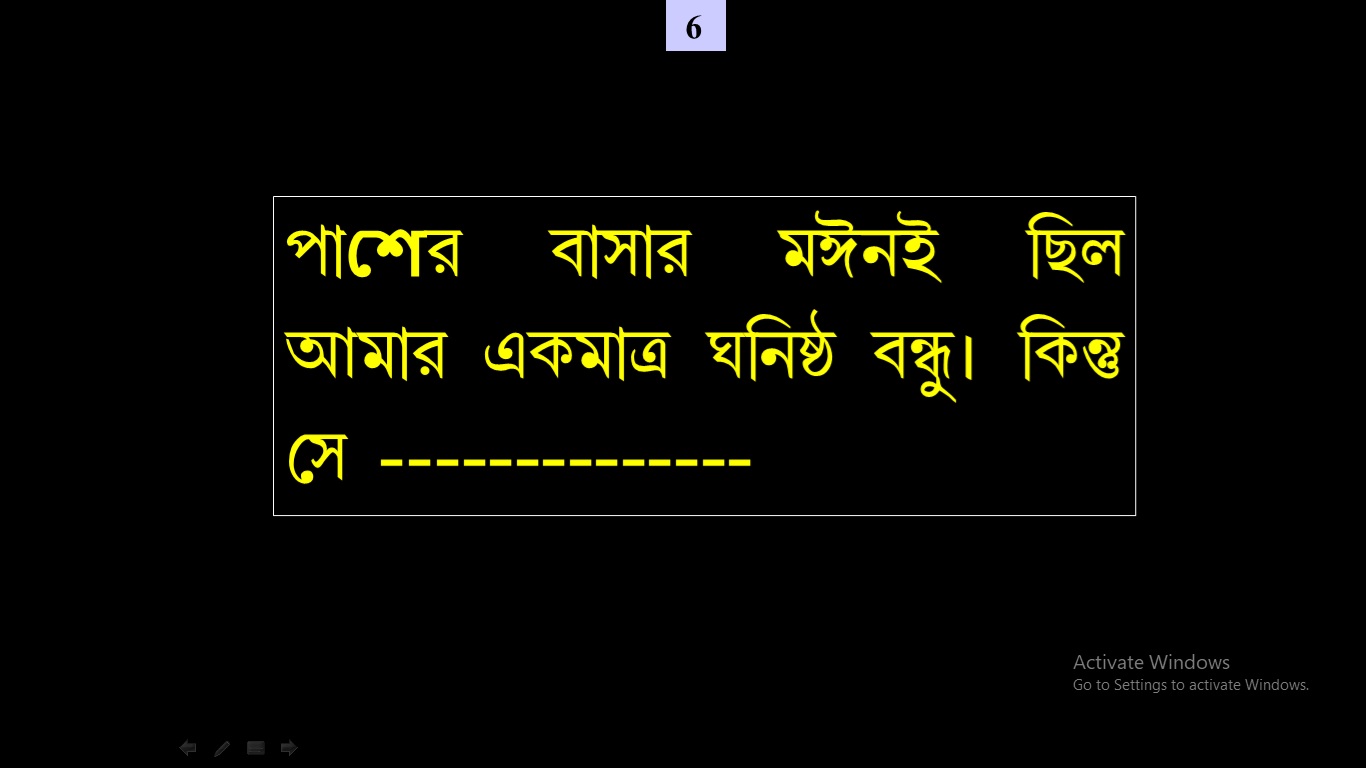 6
পাশের বাসার মঈনই ছিল
আমার একমাত্র ঘনিষ্ঠ বন্ধু। কিন্তু
সে --------------
Activate Windows
Go to Settings to activate Windows.